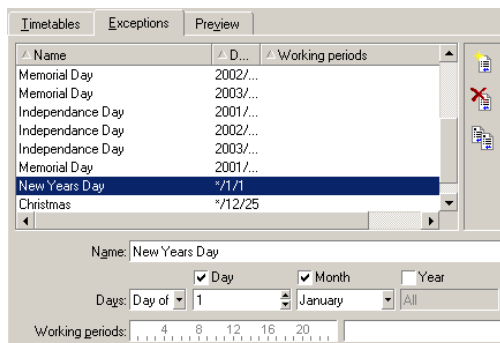 Timetables Exceptions Preview
Name D... Working periods
Memorial Day 2002/...
Memorial Day 2003/...
Independance Day 2001/...
Independance Day 2002/...
Independance Day 2003/...
Memorial Day 2001/...
New Years Day */1/1
Christmas */12/25
Name: New Years Day
Day Month Year
Days: Day of 1 January All
Working periods: 4 8 12 16 20